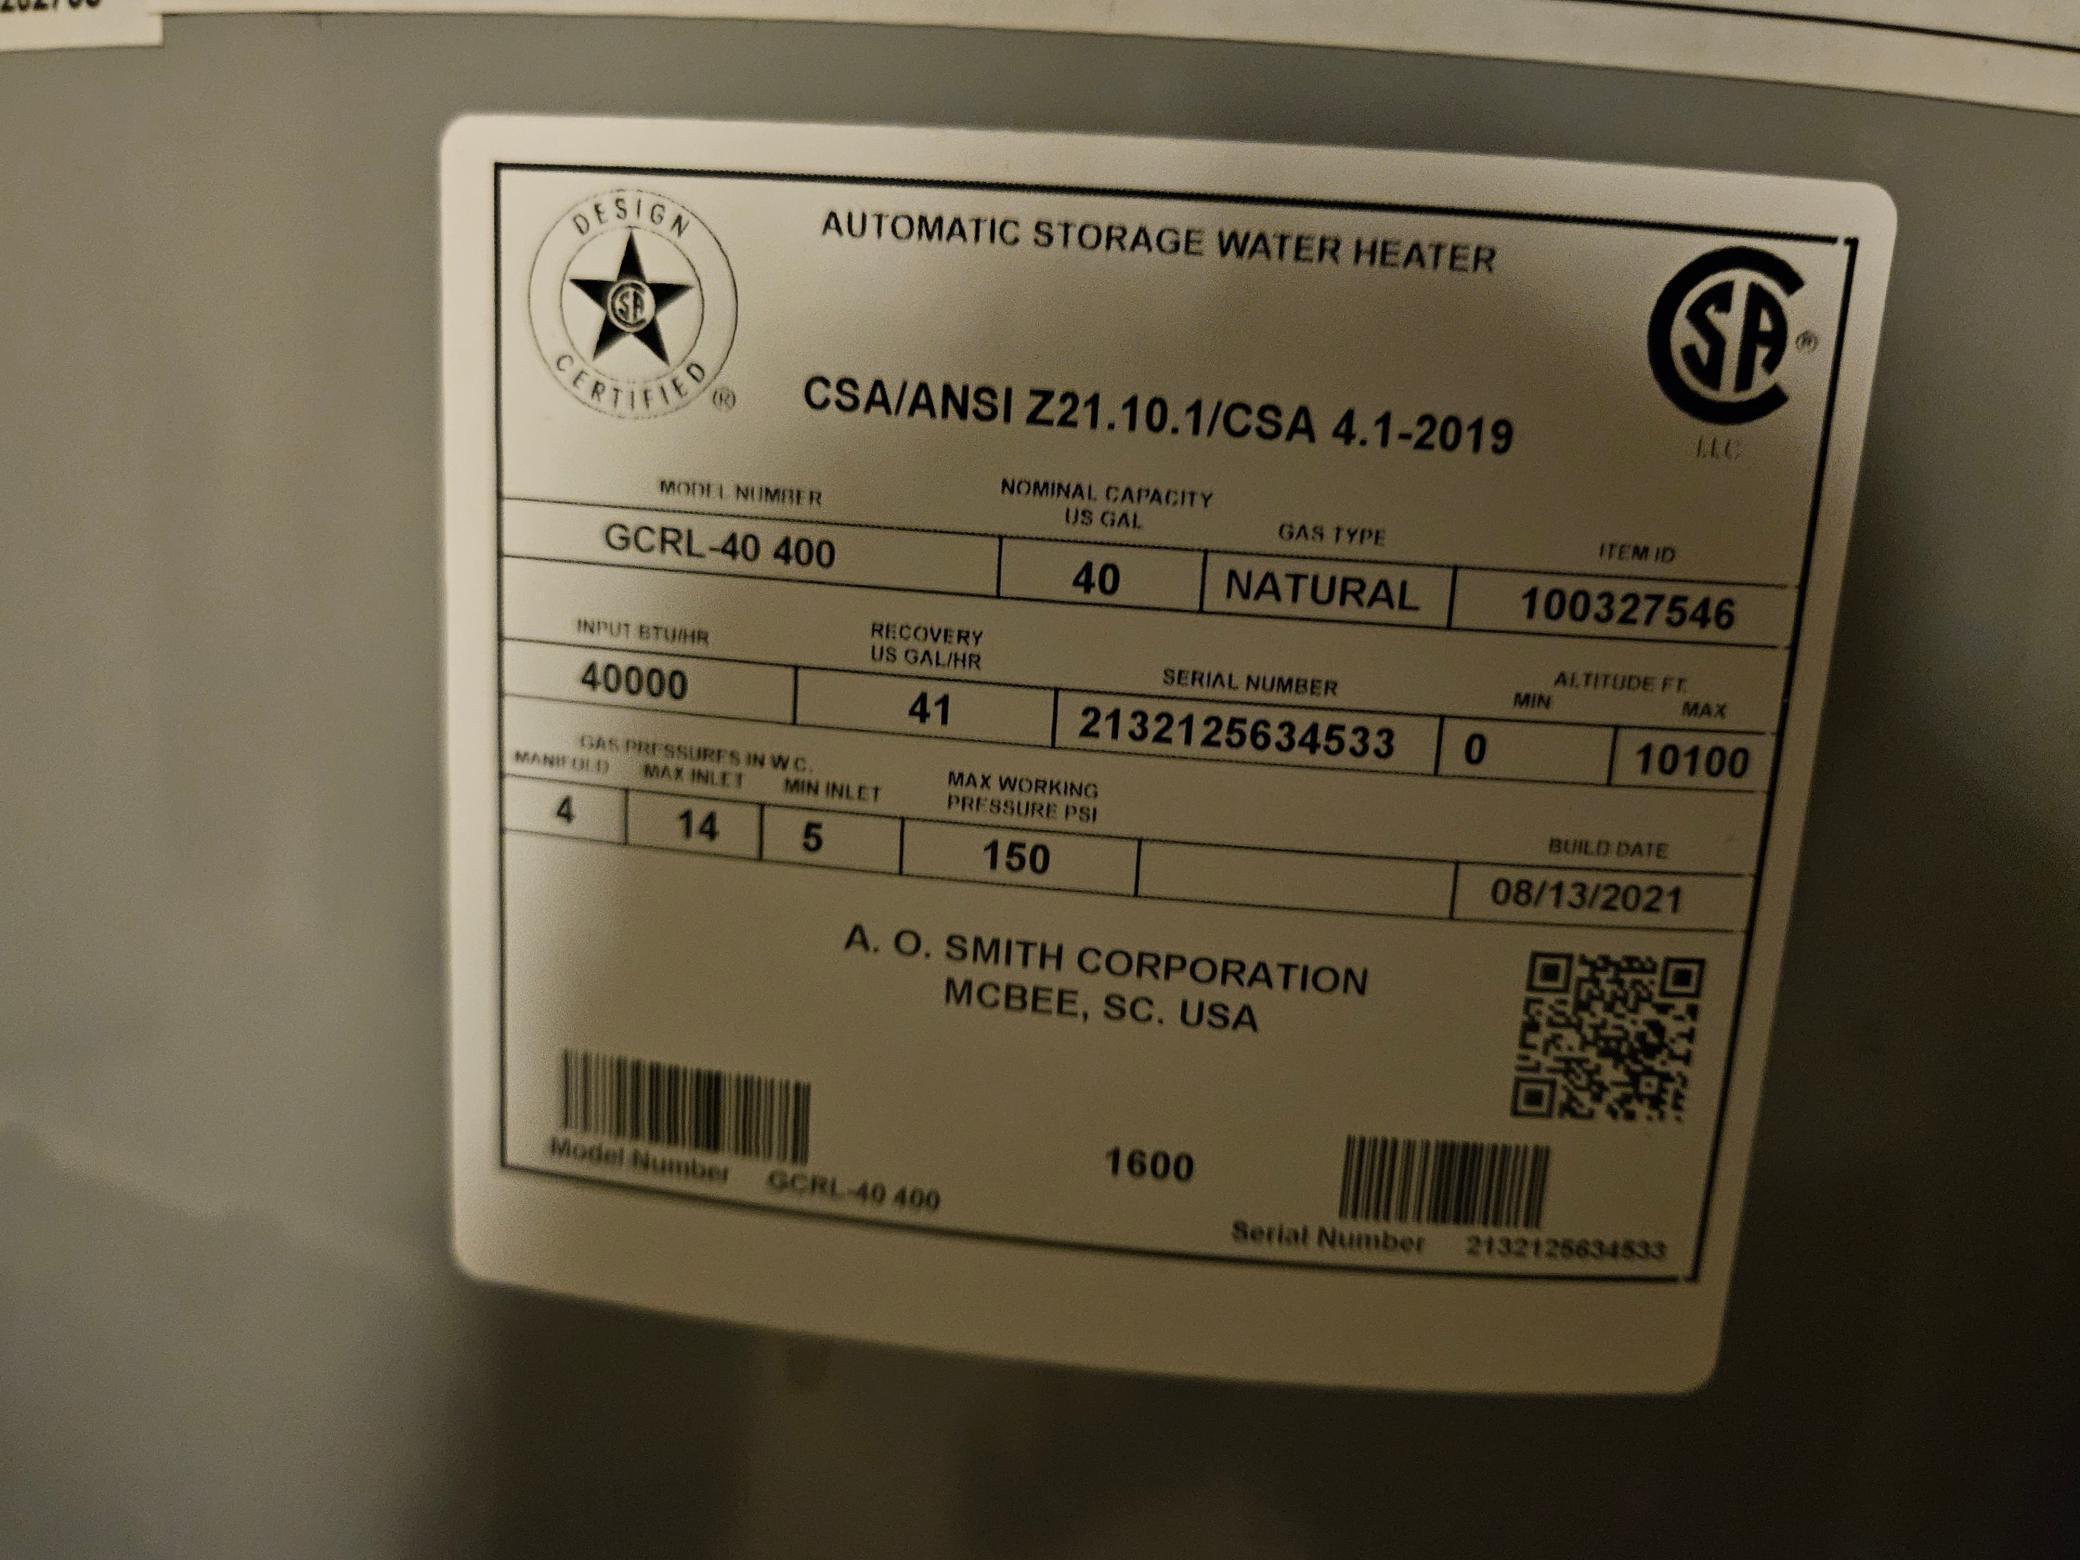 DESIGN
CERTIFIED ®
AUTOMATIC STORAGE WATER HEATER
CSA ®
LLC
CSA/ANSI Z21.10.1/CSA 4.1-2019
MODEL NUMBER
NOMINAL CAPACITY
US GAL
GAS TYPE
ITEM ID
GCRL-40 400
40
NATURAL
100327546
INPUT BTU/HR
RECOVERY
US GAL/HR
SERIAL NUMBER
ALTITUDE FT.
MIN
MAX
40000
41
2132125634533
0
10100
GAS PRESSURES IN W.C.
MANIFOLD
MAX INLET
MIN INLET
MAX WORKING
PRESSURE PSI
BUILD DATE
4
14
5
150
08/13/2021
A. O. SMITH CORPORATION
MCBEE, SC. USA
Model Number GCRL-40 400
1600
Serial Number 2132125634533